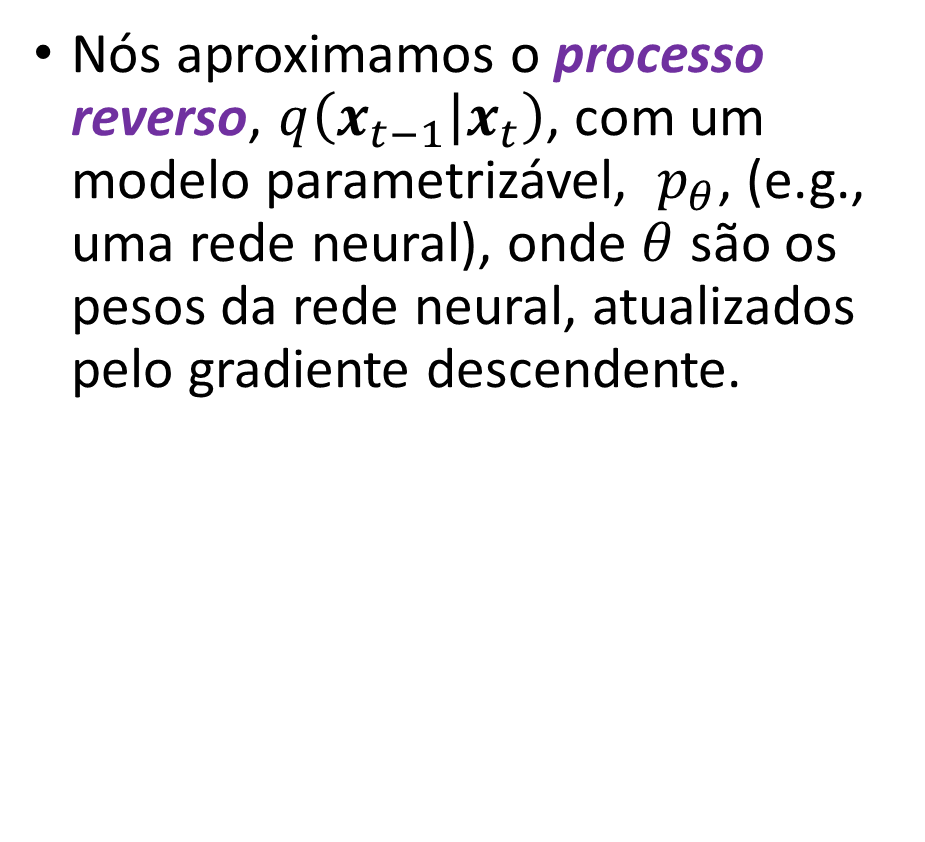 • Nós aproximamos o processo
reverso, q(x_{t−1}|x_t), com um
modelo parametrizável, p_θ, (e.g.,
uma rede neural), onde θ são os
pesos da rede neural, atualizados
pelo gradiente descendente.